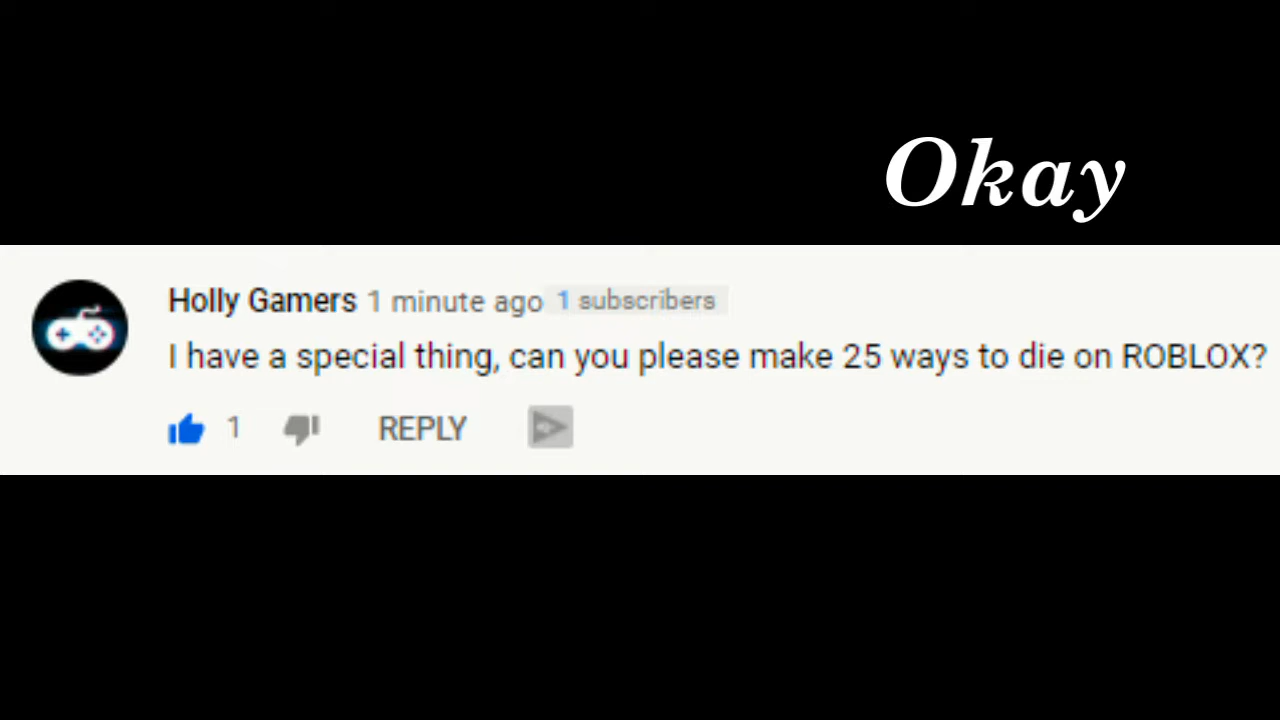 Okay
Holly Gamers 1 minute ago 1 subscribers
I have a special thing, can you please make 25 ways to die on ROBLOX?
1 REPLY